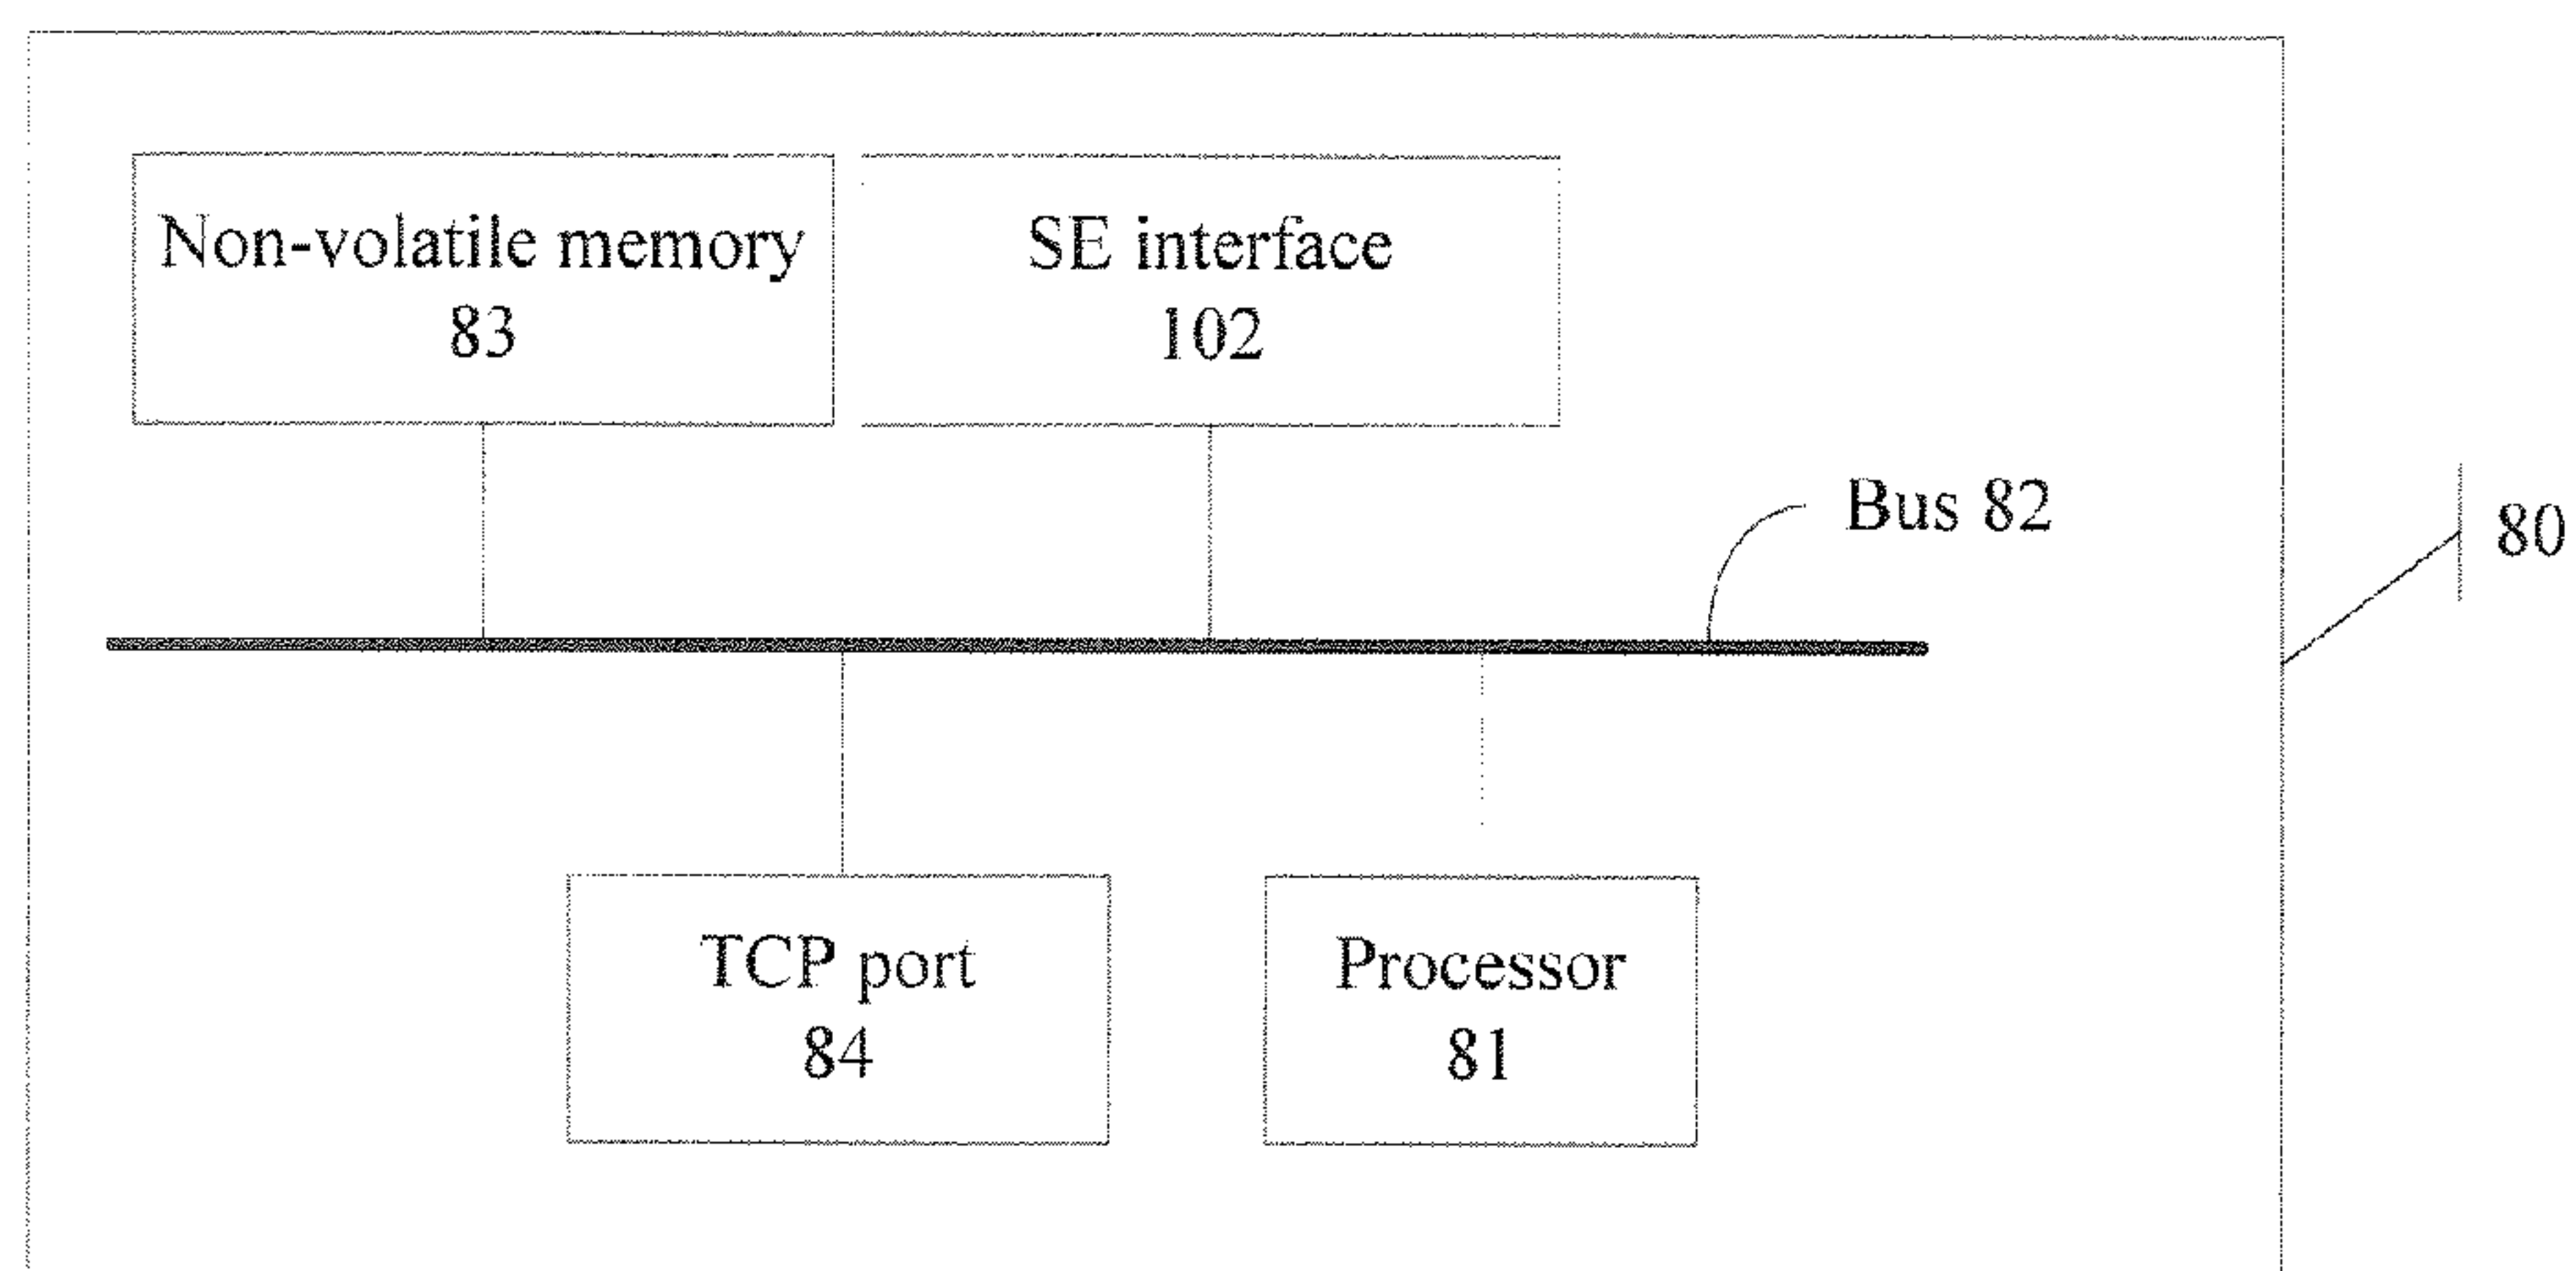 Non-volatile memory
83
SE interface
102
Bus 82
80
TCP port
84
Processor
81